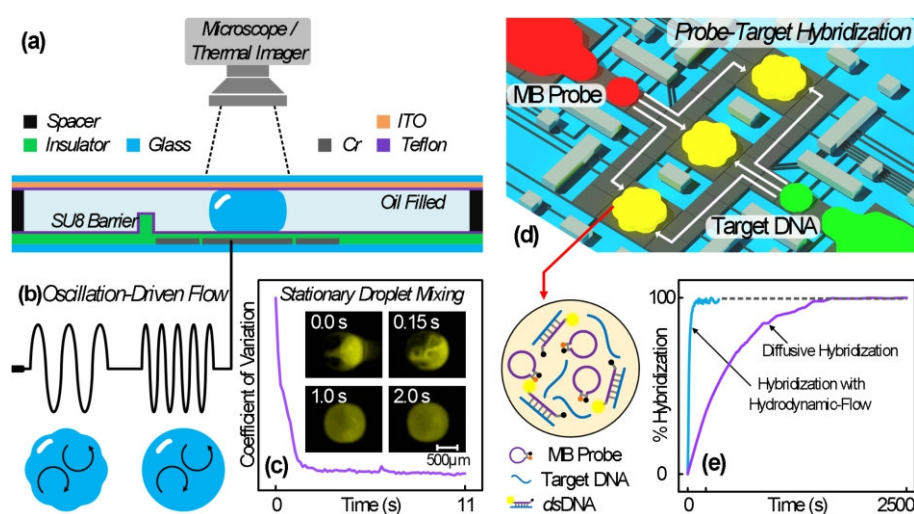 (a)
Microscope /
Thermal Imager
Spacer
ITO
Insulator
Glass
Cr
Teflon
SU8 Barrier
Oil Filled
(b) Oscillation-Driven Flow
Stationary Droplet Mixing
0.0 s
0.15 s
1.0 s
2.0 s
500µm
Coefficient of Variation
(c)
0
Time (s)
11
Probe-Target Hybridization
MB Probe
Target DNA
(d)
MB Probe
Target DNA
dsDNA
100
Diffusive Hybridization
Hybridization with
Hydrodynamic-Flow
% Hybridization
0
(e)
0
Time (s)
2500